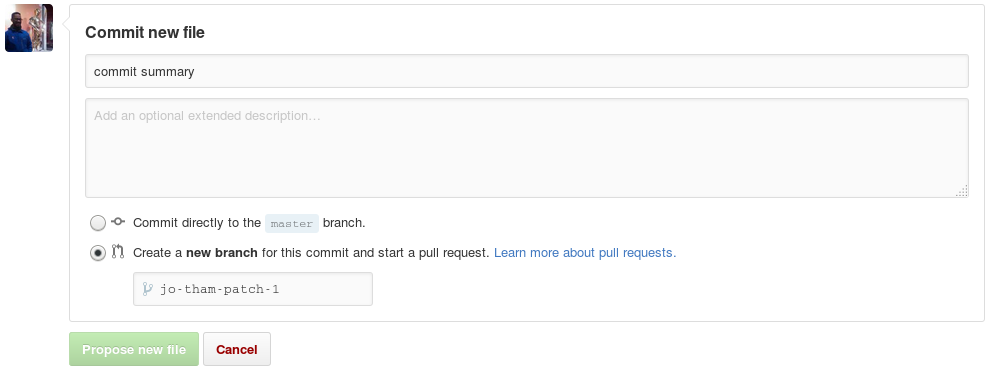 Commit new file
commit summary
Add an optional extended description…
Commit directly to the master branch.
Create a new branch for this commit and start a pull request. Learn more about pull requests.
jo-tham-patch-1
Propose new file Cancel